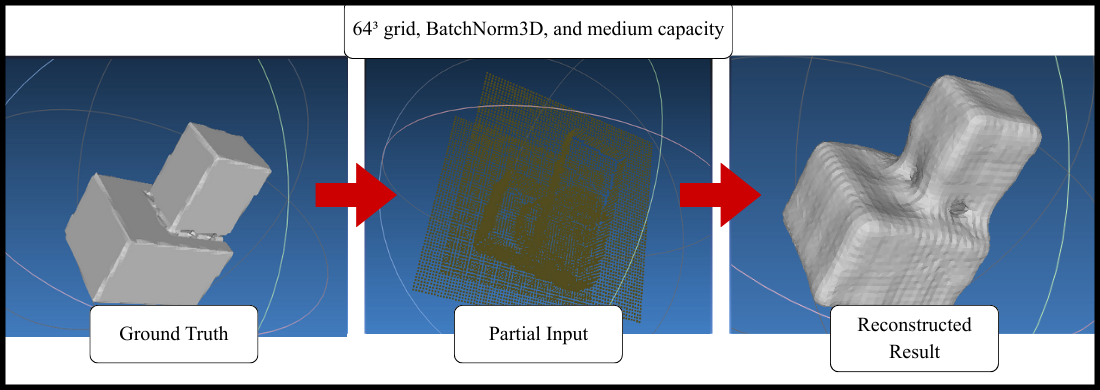 64³ grid, BatchNorm3D, and medium capacity
Ground Truth
Partial Input
Reconstructed
Result